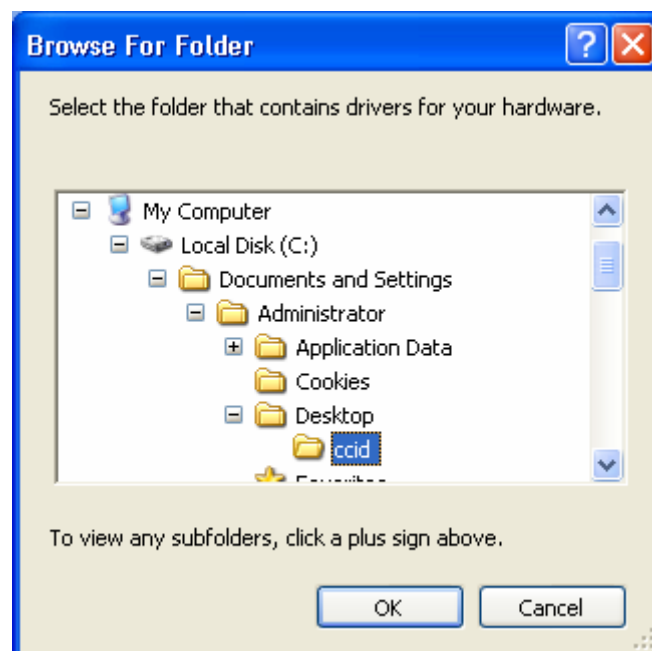 Browse For Folder
Select the folder that contains drivers for your hardware.
My Computer
Local Disk (C:)
Documents and Settings
Administrator
Application Data
Cookies
Desktop
ccid
To view any subfolders, click a plus sign above.
OK
Cancel